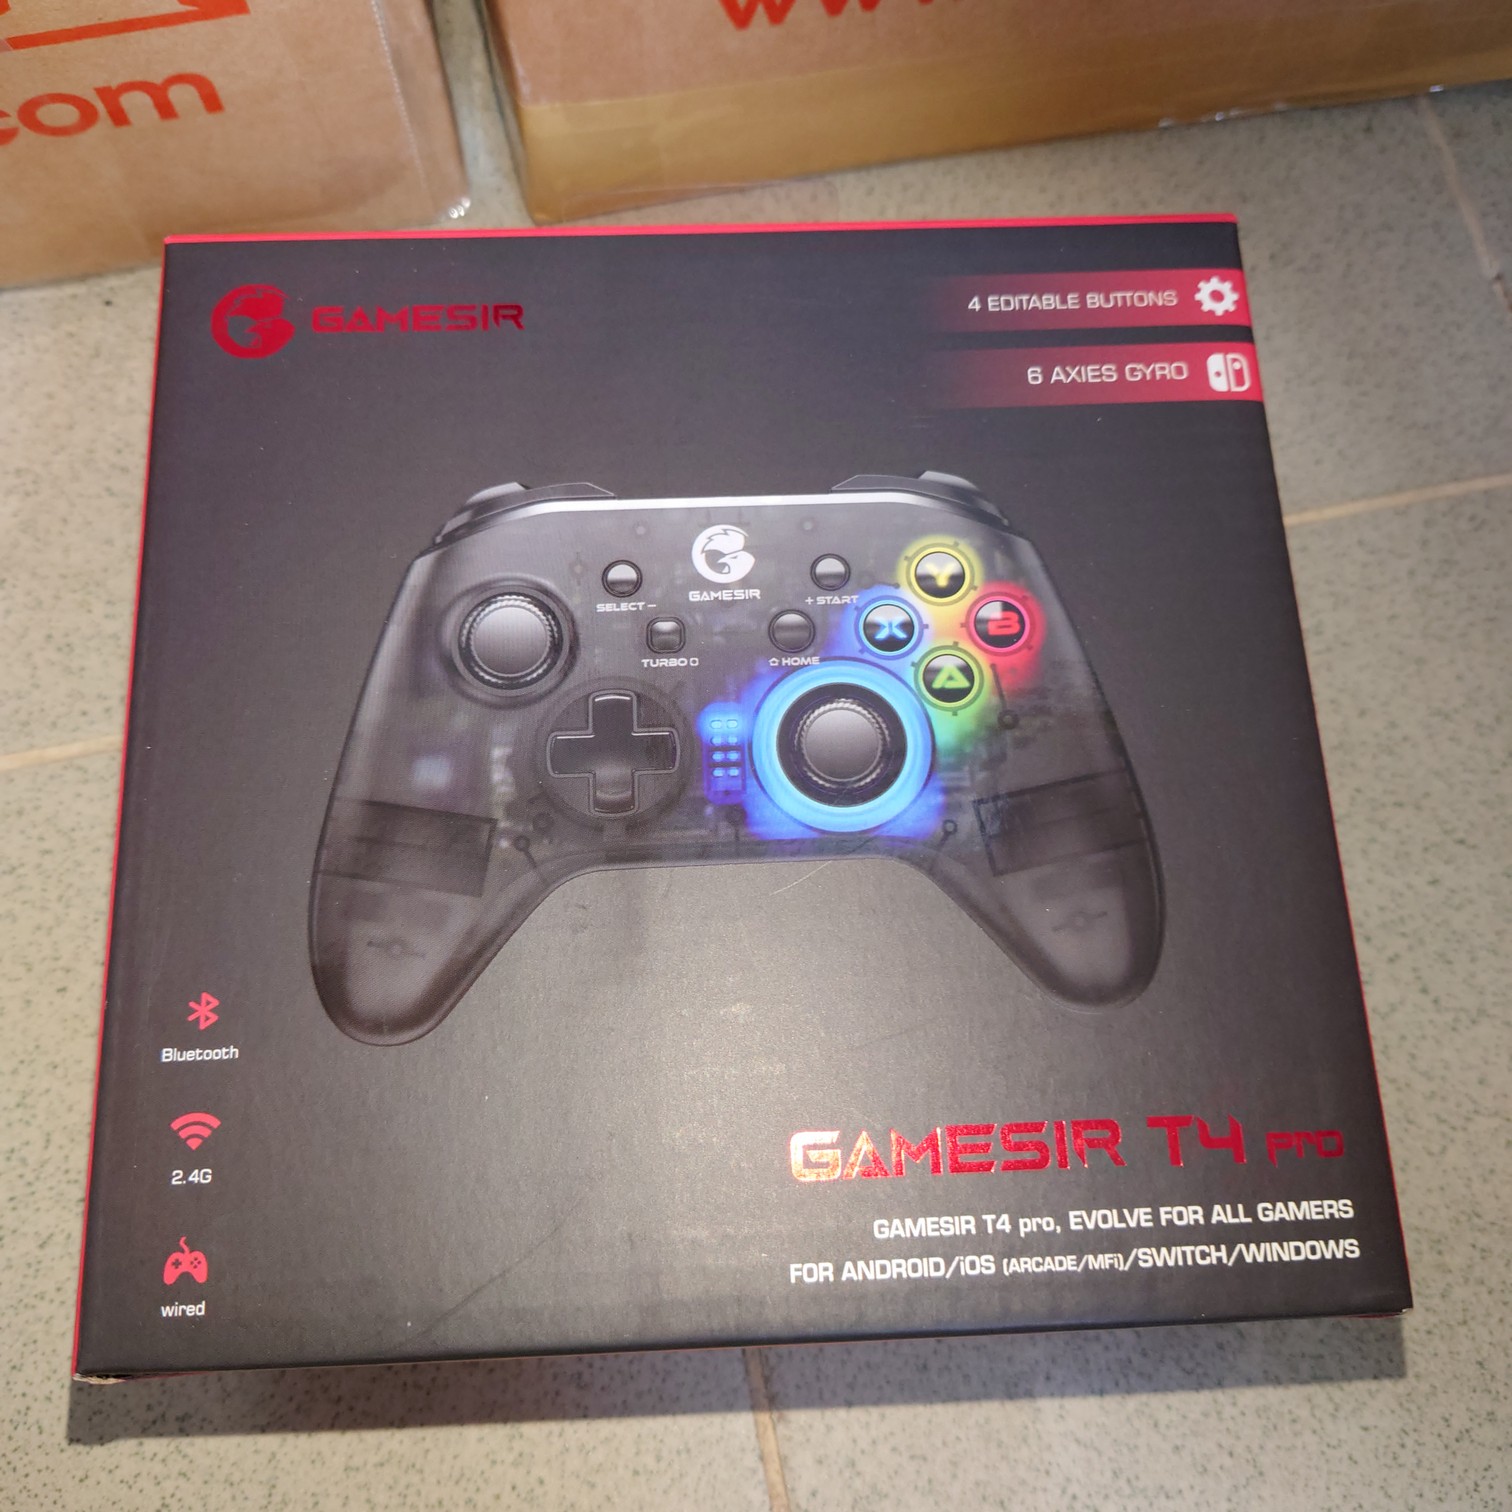 com
www.
GAMESIR
4 EDITABLE BUTTONS
6 AXIES GYRO
GAMESIR
SELECT −
+ START
TURBO
HOME
Y
X
B
A
Bluetooth
2.4G
wired
GAMESIR T4 pro
GAMESIR T4 pro, EVOLVE FOR ALL GAMERS
FOR ANDROID/iOS (ARCADE/MFi)/SWITCH/WINDOWS